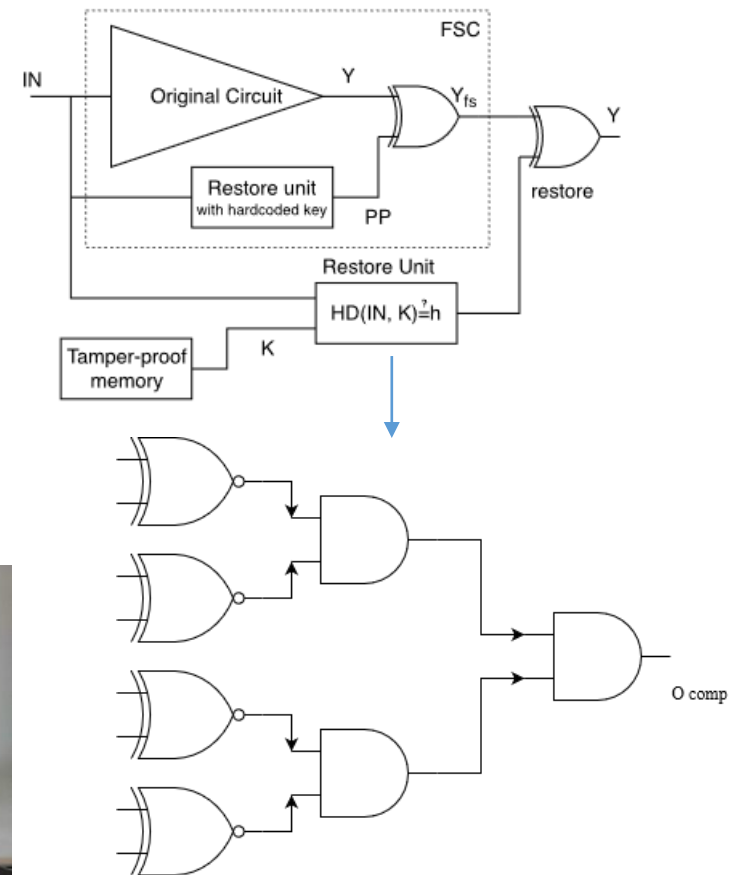 FSC
IN
Original Circuit
Y
Y_fs
Y
Restore unit
with hardcoded key
PP
restore
Restore Unit
HD(IN, K)≟h
K
Tamper-proof
memory
O comp